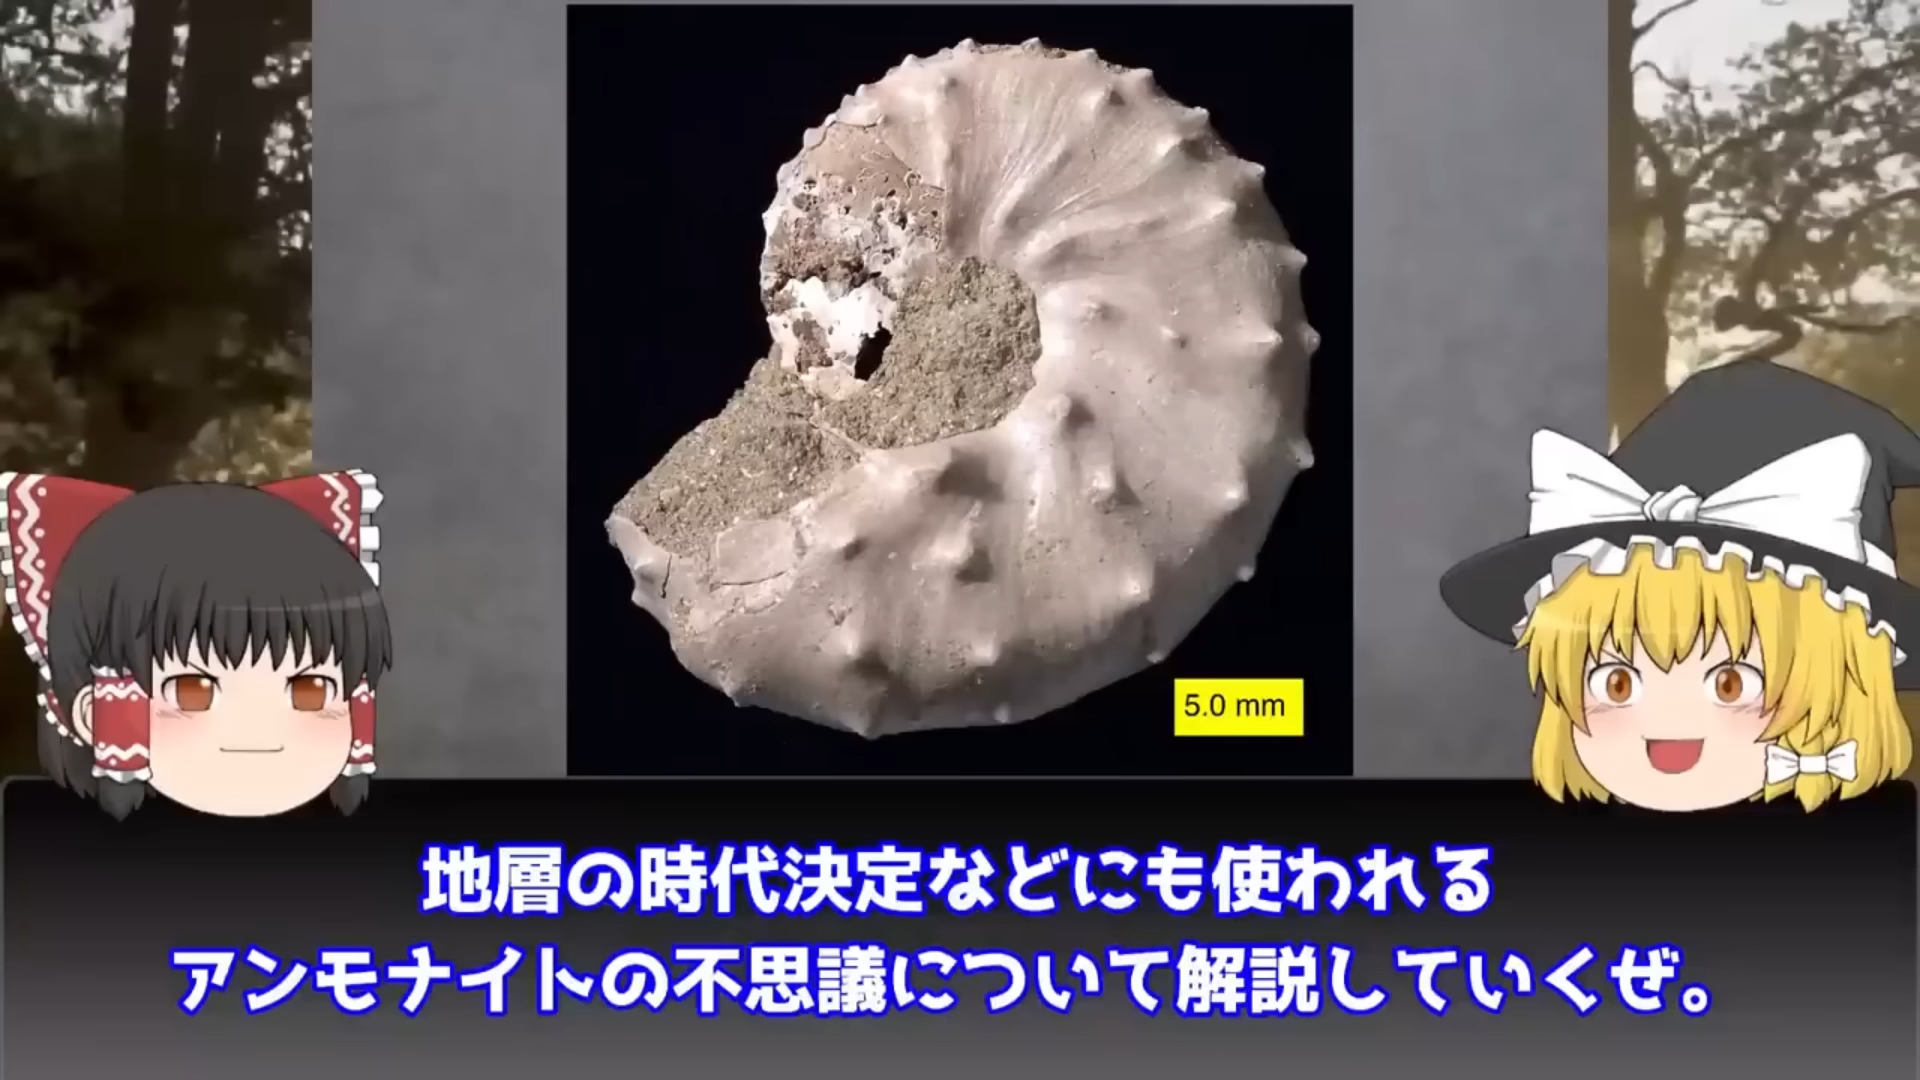 5.0 mm
地層の時代決定などにも使われる
アンモナイトの不思議について解説していくぜ。